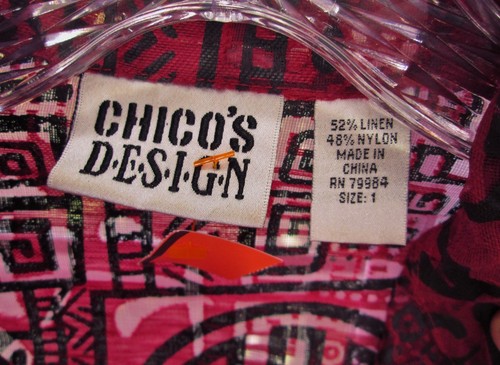 CHICO'S
D·E·S·I·G·N
52% LINEN
48% NYLON
MADE IN
CHINA
RN 79984
SIZE: 1